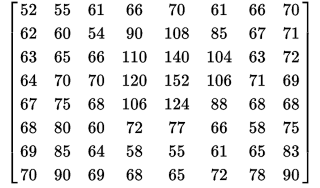 52 55 61 66 70 61 66 70
62 60 54 90 108 85 67 71
63 65 66 110 140 104 63 72
64 70 70 120 152 106 71 69
67 75 68 106 124 88 68 68
68 80 60 72 77 66 58 75
69 85 64 58 55 61 65 83
70 90 69 68 65 72 78 90